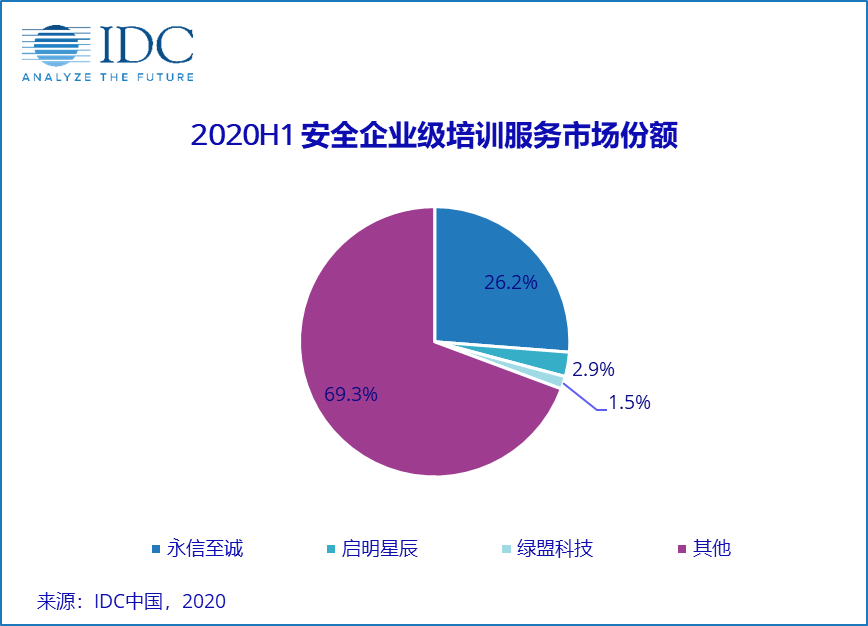 IDC
ANALYZE THE FUTURE
2020H1 安全企业级培训服务市场份额
26.2%
2.9%
1.5%
69.3%
永信至诚 启明星辰 绿盟科技 其他
来源：IDC中国，2020